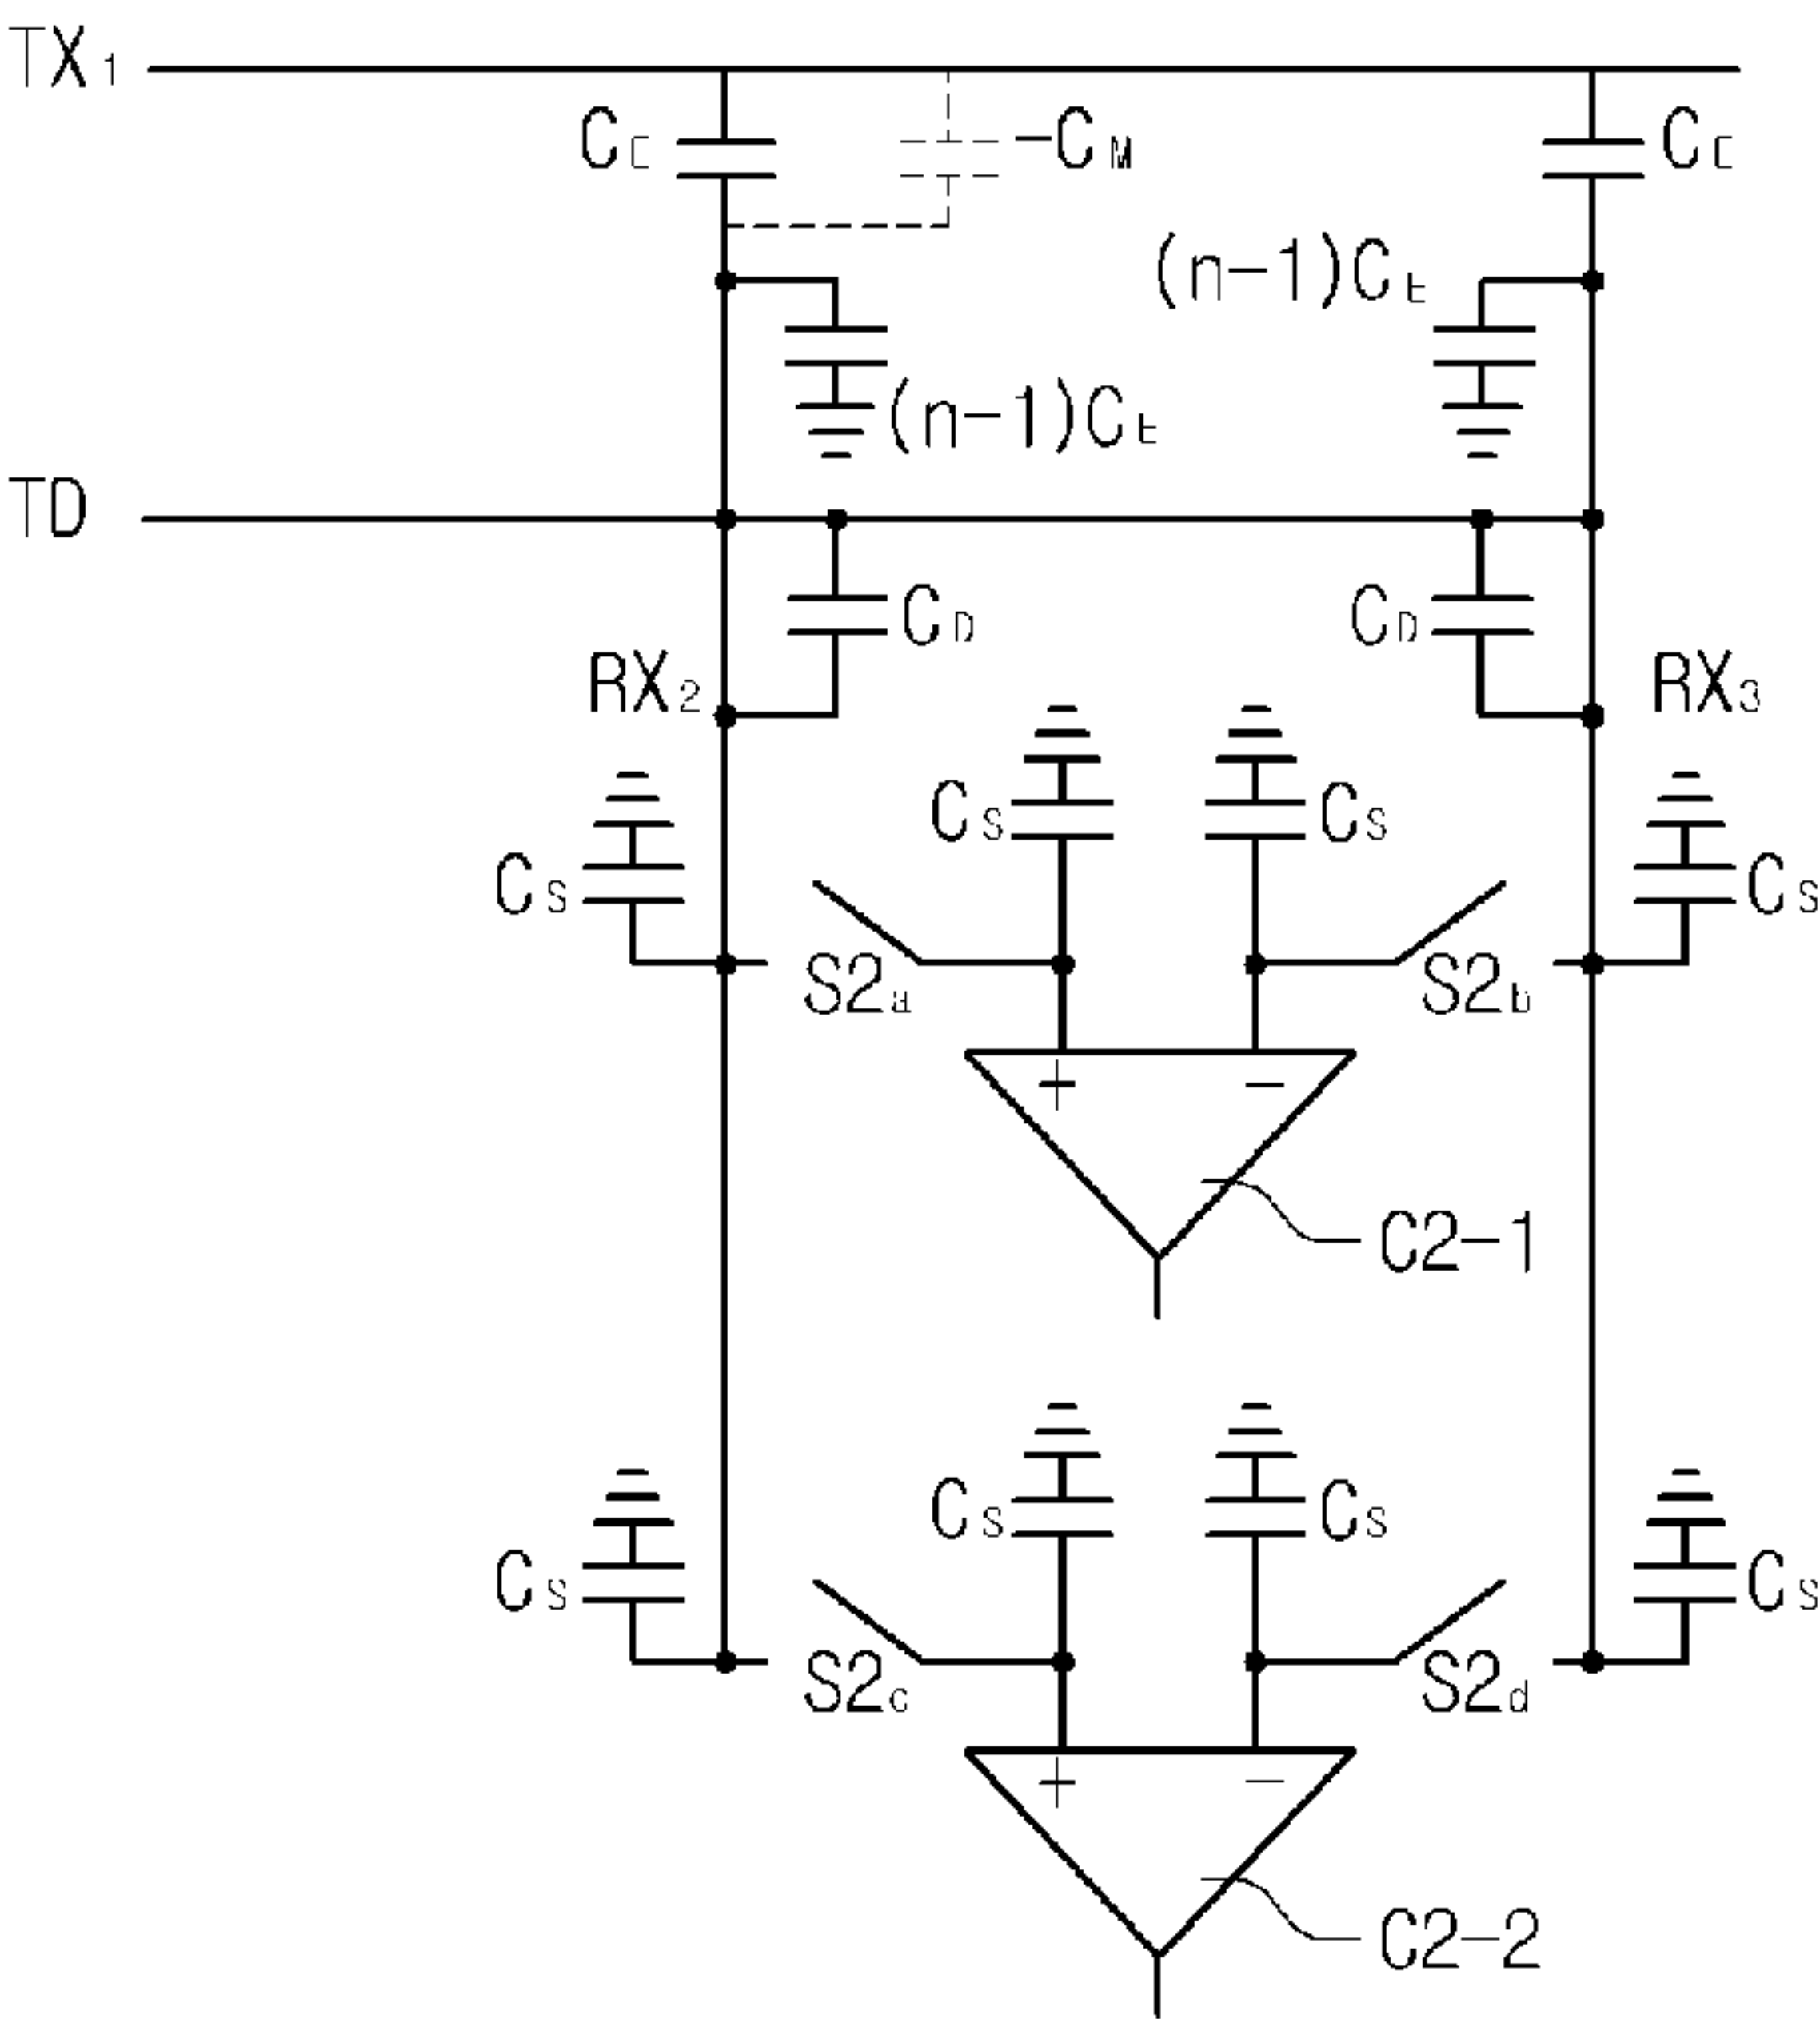 TX1
CE
-CM
CE
(n-1)CE
(n-1)CE
TD
CD
CD
RX2
RX3
CS
CS
CS
CS
S2a
S2b
+
-
C2-1
CS
CS
CS
CS
S2c
S2d
+
-
C2-2